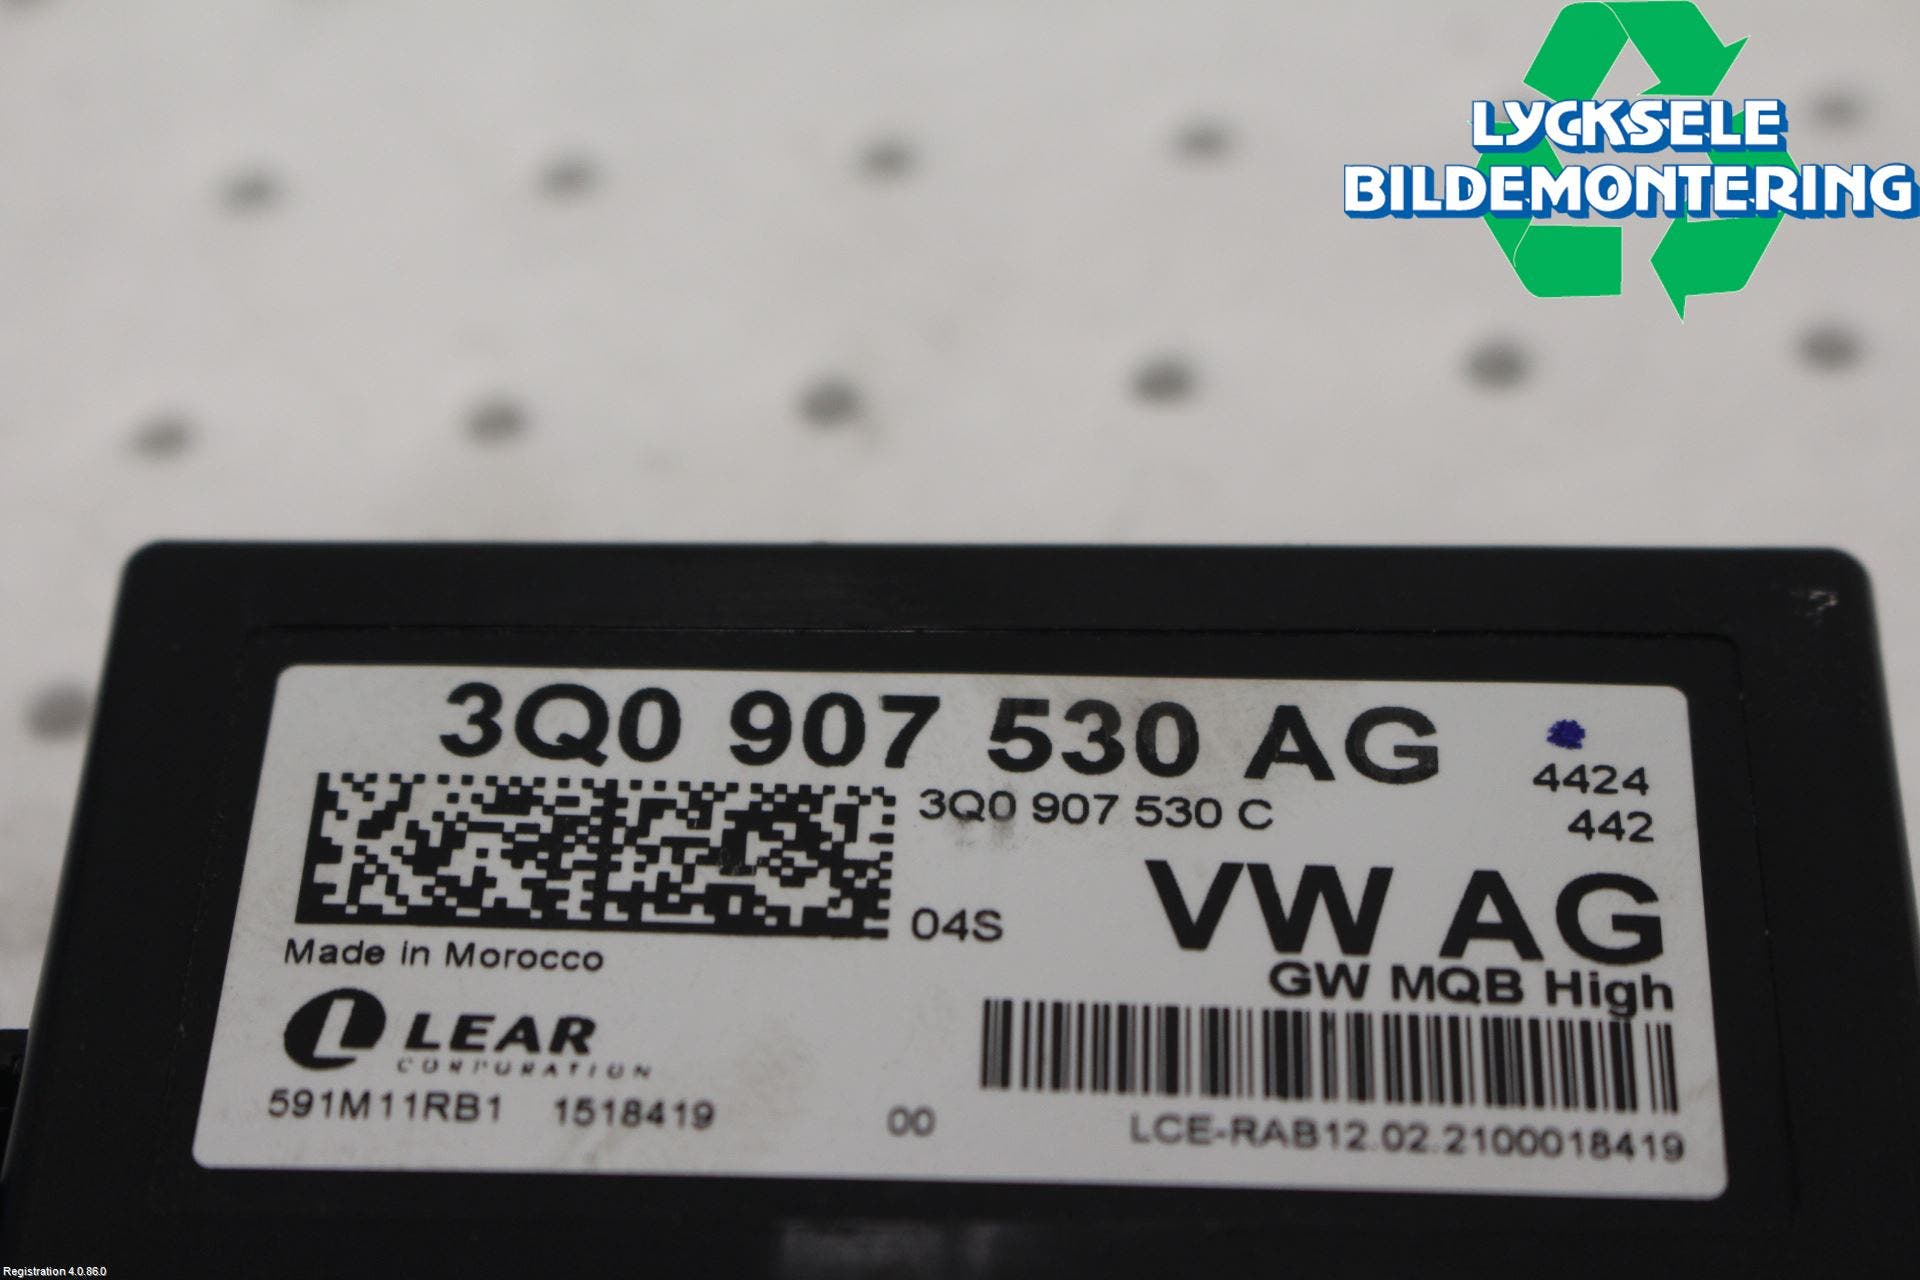 LYCKSELE
BILDEMONTERING
3Q0 907 530 AG
4424
3Q0 907 530 C
442
VW AG
04S
GW MQB High
Made in Morocco
LEAR
CORPORATION
591M11RB1 1518419 00 LCE-RAB12.02.2100018419
Registration 4.0.86.0